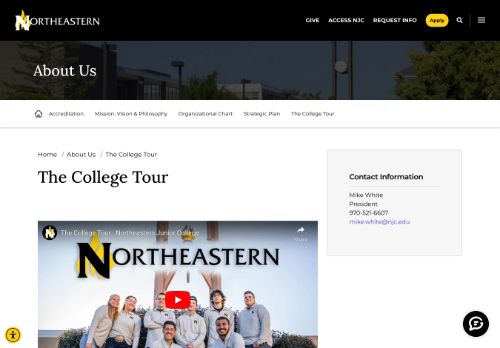 NORTHEASTERN
GIVE
ACCESS NJC
REQUEST INFO
Apply
About Us
Accreditation
Mission, Vision & Philosophy
Organizational Chart
Strategic Plan
The College Tour
Home / About Us / The College Tour
The College Tour
Contact Information
Mike White
President
970-521-6607
mike.white@njc.edu
The College Tour - Northeastern Junior College
Share
NORTHEASTERN